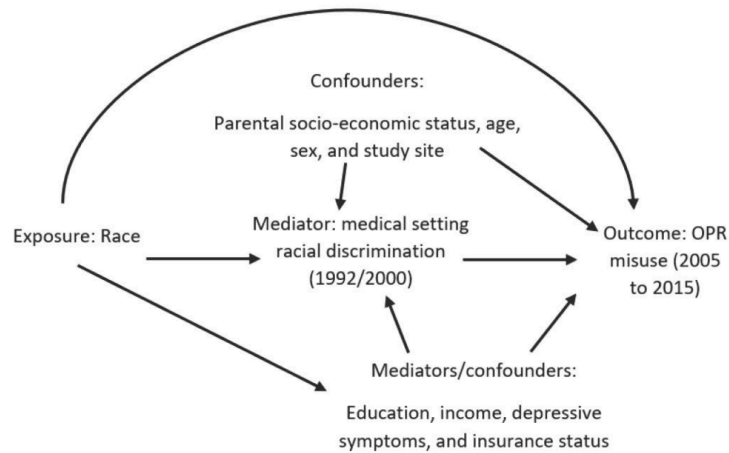 Confounders:
Parental socio-economic status, age,
sex, and study site
Exposure: Race
Mediator: medical setting
racial discrimination
(1992/2000)
Outcome: OPR
misuse (2005
to 2015)
Mediators/confounders:
Education, income, depressive
symptoms, and insurance status